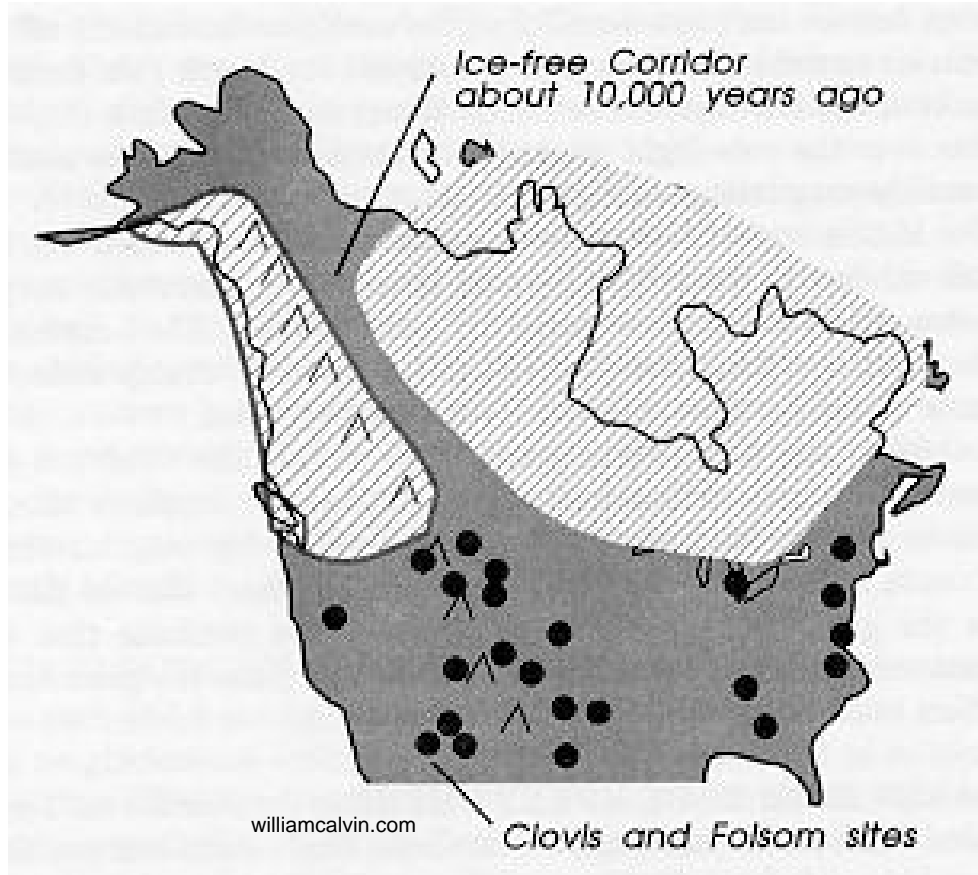 Ice-free Corridor
about 10,000 years ago
williamcalvin.com
Clovis and Folsom sites